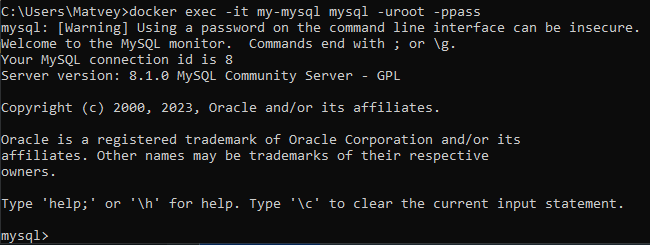 C:\Users\Matvey>docker exec -it my-mysql mysql -uroot -ppass
mysql: [Warning] Using a password on the command line interface can be insecure.
Welcome to the MySQL monitor.  Commands end with ; or \g.
Your MySQL connection id is 8
Server version: 8.1.0 MySQL Community Server - GPL
Copyright (c) 2000, 2023, Oracle and/or its affiliates.
Oracle is a registered trademark of Oracle Corporation and/or its
affiliates. Other names may be trademarks of their respective
owners.
Type 'help;' or '\h' for help. Type '\c' to clear the current input statement.
mysql>